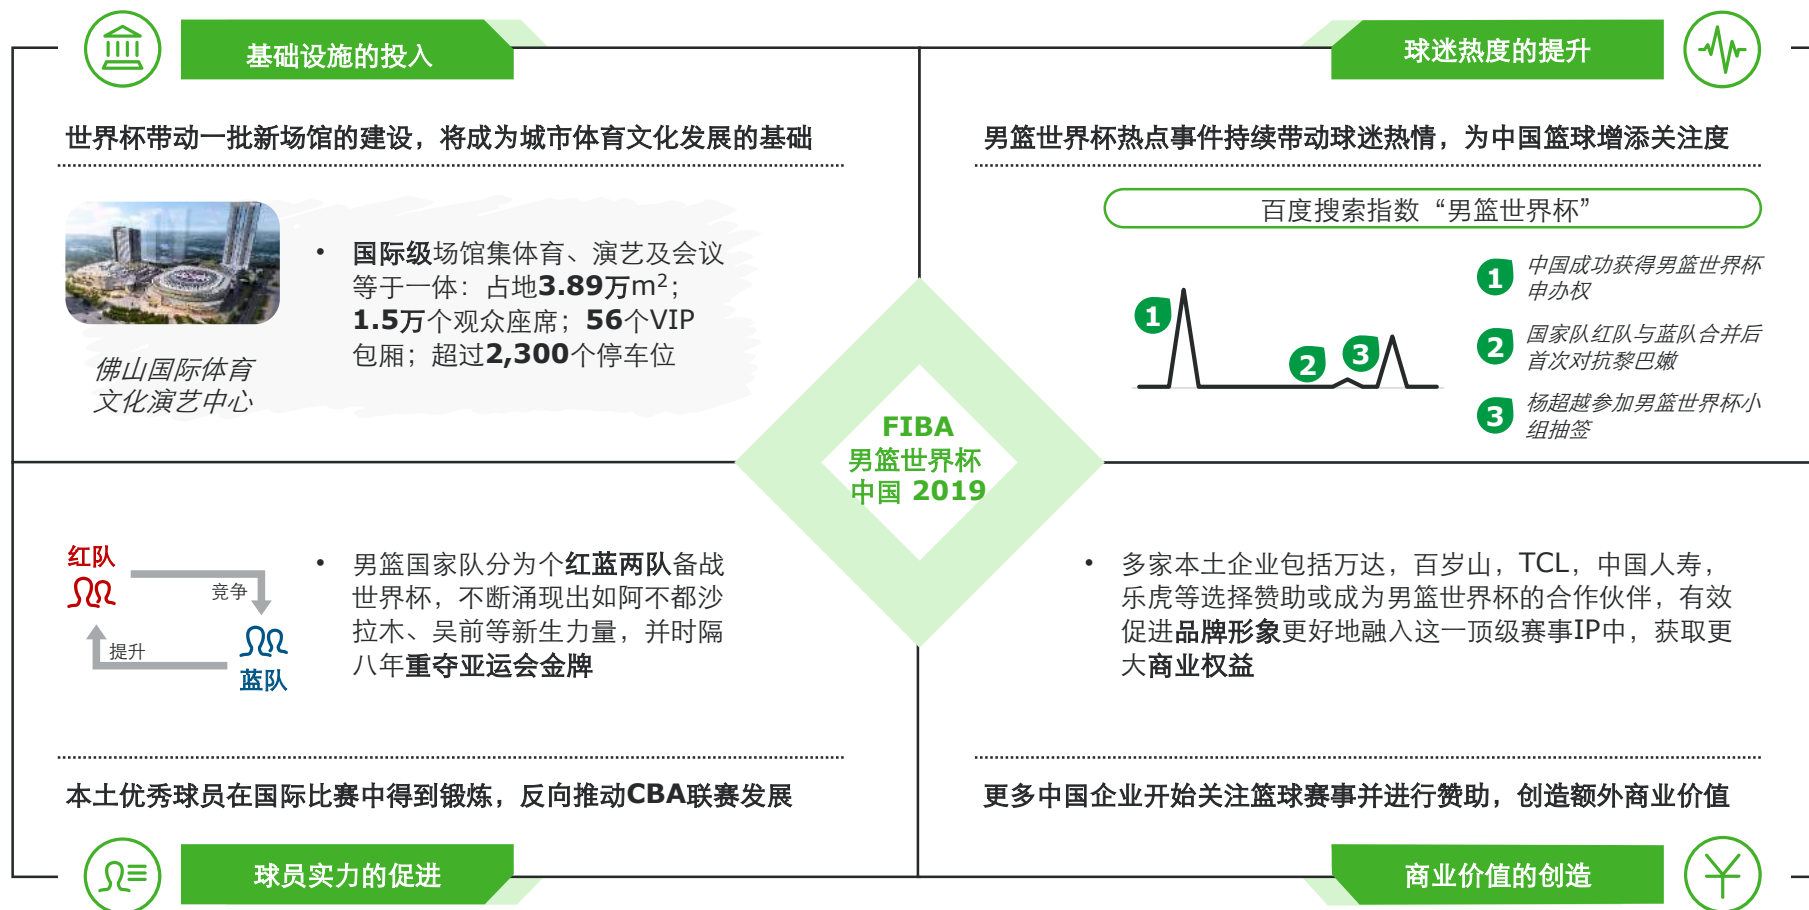 基础设施的投入
世界杯带动一批新场馆的建设，将成为城市体育文化发展的基础
佛山国际体育
文化演艺中心
• 国际级场馆集体育、演艺及会议
等于一体：占地3.89万m²；
1.5万个观众座席；56个VIP
包厢；超过2,300个停车位
球迷热度的提升
男篮世界杯热点事件持续带动球迷热情，为中国篮球增添关注度
百度搜索指数“男篮世界杯”
1
2
3
1 中国成功获得男篮世界杯
申办权
2 国家队红队与蓝队合并后
首次对抗黎巴嫩
3 杨超越参加男篮世界杯小
组抽签
FIBA
男篮世界杯
中国 2019
红队
竞争
提升
蓝队
• 男篮国家队分为个红蓝两队备战
世界杯，不断涌现出如阿不都沙
拉木、吴前等新生力量，并时隔
八年重夺亚运会金牌
本土优秀球员在国际比赛中得到锻炼，反向推动CBA联赛发展
球员实力的促进
• 多家本土企业包括万达，百岁山，TCL，中国人寿，
乐虎等选择赞助或成为男篮世界杯的合作伙伴，有效
促进品牌形象更好地融入这一顶级赛事IP中，获取更
大商业权益
更多中国企业开始关注篮球赛事并进行赞助，创造额外商业价值
商业价值的创造